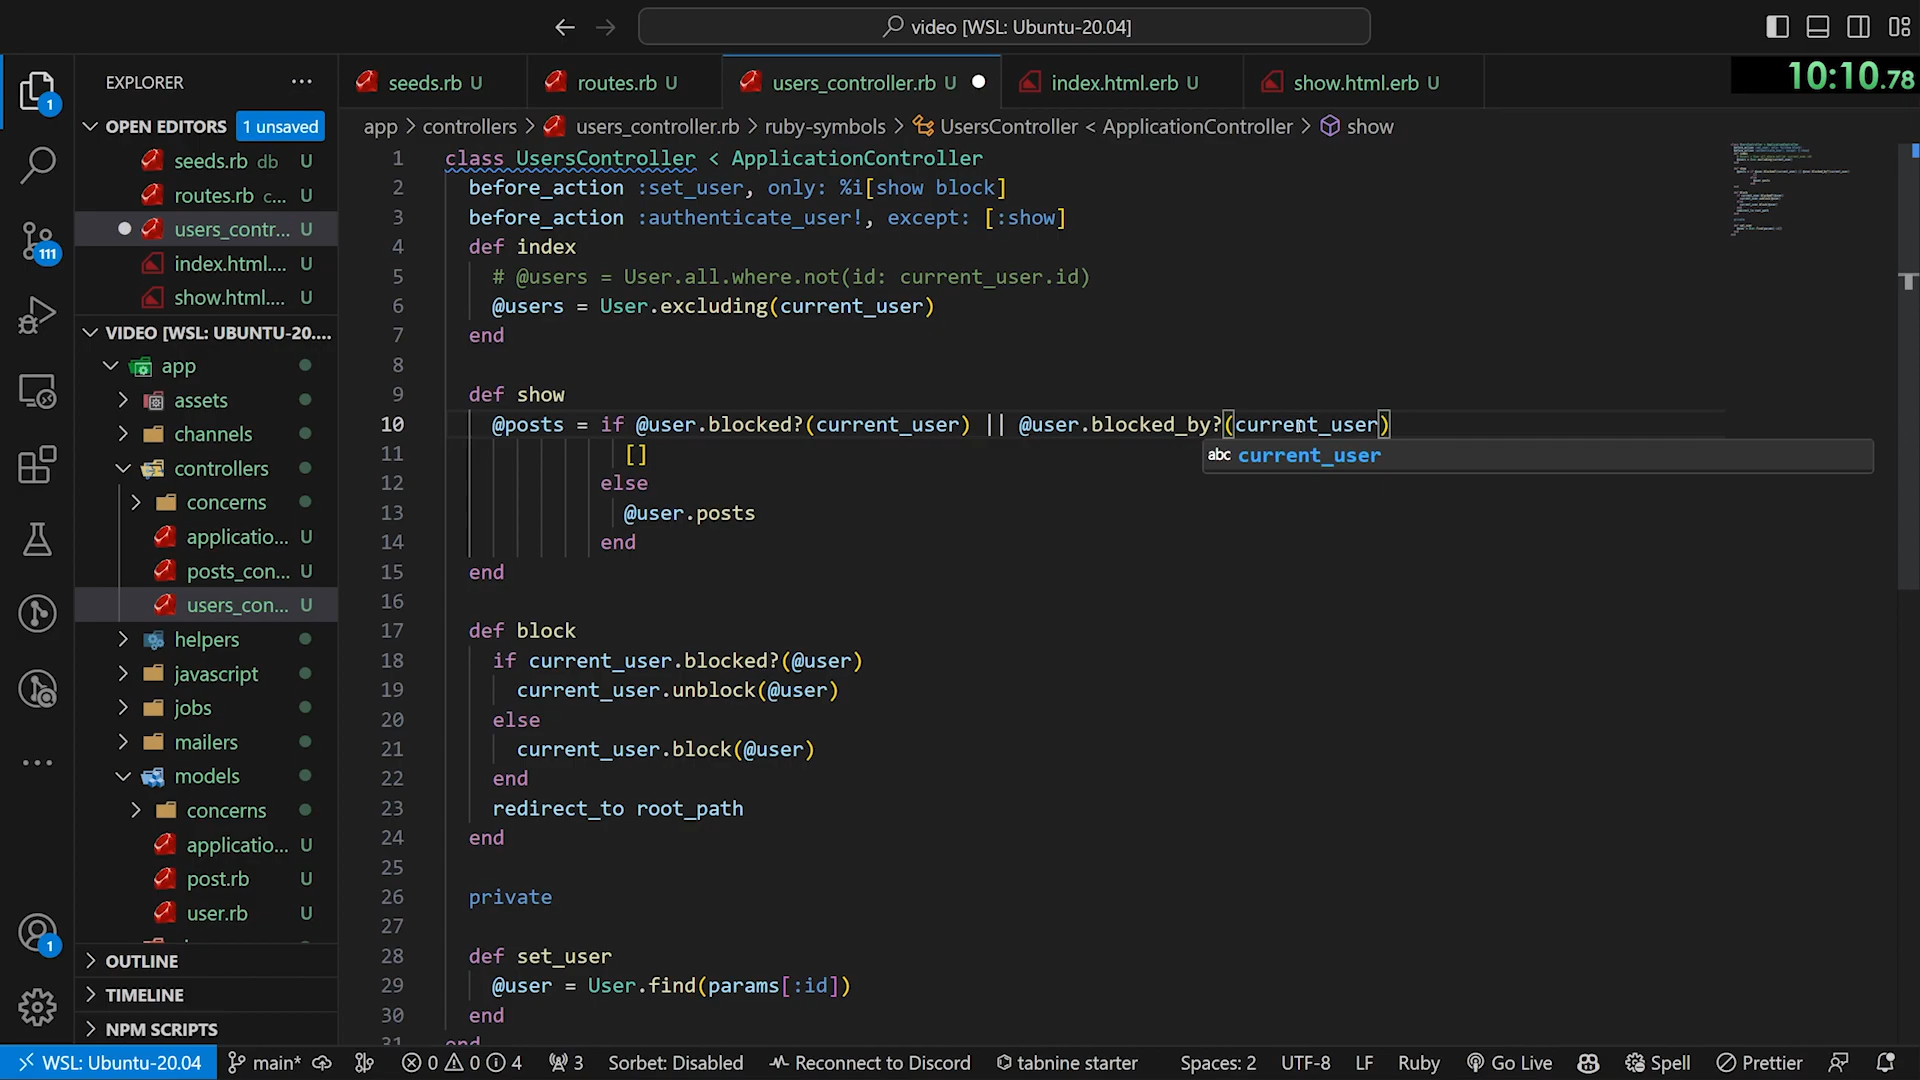 video [WSL: Ubuntu-20.04]
10:10.78
EXPLORER
seeds.rb U
routes.rb U
users_controller.rb U
index.html.erb U
show.html.erb U
app > controllers > users_controller.rb > ruby-symbols > UsersController < ApplicationController > show
OPEN EDITORS 1 unsaved
seeds.rb db U
routes.rb c... U
users_contr... U
index.html.... U
show.html.... U
VIDEO [WSL: UBUNTU-20....
app
assets
channels
controllers
concerns
applicatio... U
posts_con... U
users_con... U
helpers
javascript
jobs
mailers
models
concerns
applicatio... U
post.rb U
user.rb U
OUTLINE
TIMELINE
NPM SCRIPTS
1
111
1
1 class UsersController < ApplicationController
2 before_action :set_user, only: %i[show block]
3 before_action :authenticate_user!, except: [:show]
4 def index
5 # @users = User.all.where.not(id: current_user.id)
6 @users = User.excluding(current_user)
7 end
8
9 def show
10 @posts = if @user.blocked?(current_user) || @user.blocked_by?(current_user)
abc current_user
11 []
12 else
13 @user.posts
14 end
15 end
16
17 def block
18 if current_user.blocked?(@user)
19 current_user.unblock(@user)
20 else
21 current_user.block(@user)
22 end
23 redirect_to root_path
24 end
25
26 private
27
28 def set_user
29 @user = User.find(params[:id])
30 end
31 end
WSL: Ubuntu-20.04 main* 0 0 4 3 Sorbet: Disabled Reconnect to Discord tabnine starter Spaces: 2 UTF-8 LF Ruby Go Live Spell Prettier